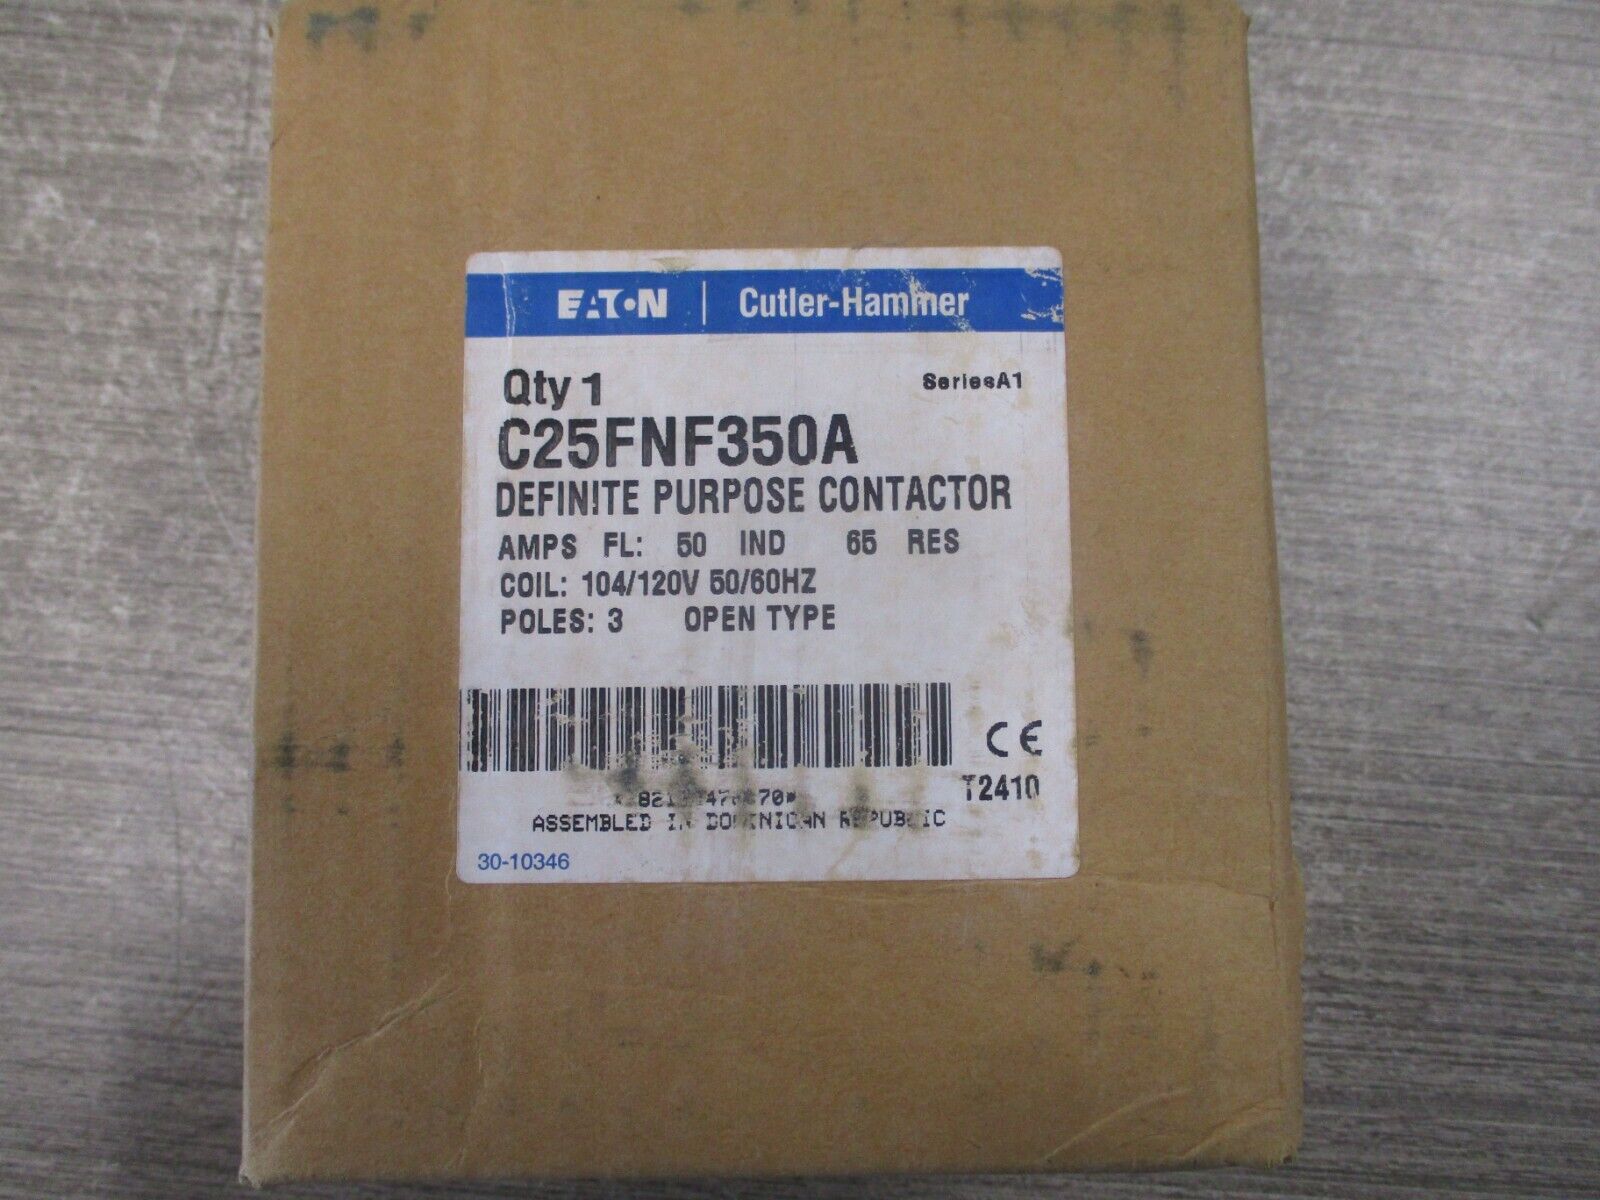 EATON | Cutler-Hammer
Qty 1 SeriesA1
C25FNF350A
DEFINITE PURPOSE CONTACTOR
AMPS FL: 50 IND 65 RES
COIL: 104/120V 50/60HZ
POLES: 3 OPEN TYPE
CE
T2410
ASSEMBLED IN DOMINICAN REPUBLIC
30-10346